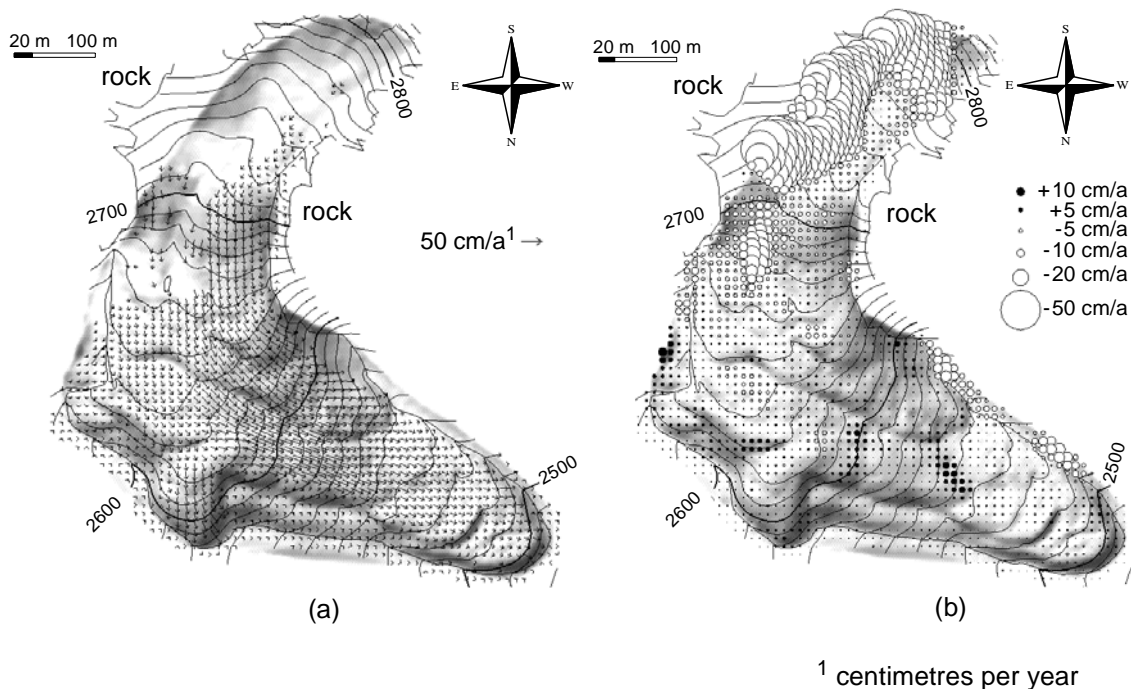 20 m 100 m
rock
S
E W
N
2800
2700
rock
50 cm/a¹ →
2600
2500
(a)
20 m 100 m
rock
S
E W
N
2800
2700
rock
+10 cm/a
+5 cm/a
-5 cm/a
-10 cm/a
-20 cm/a
-50 cm/a
2600
2500
(b)
¹ centimetres per year